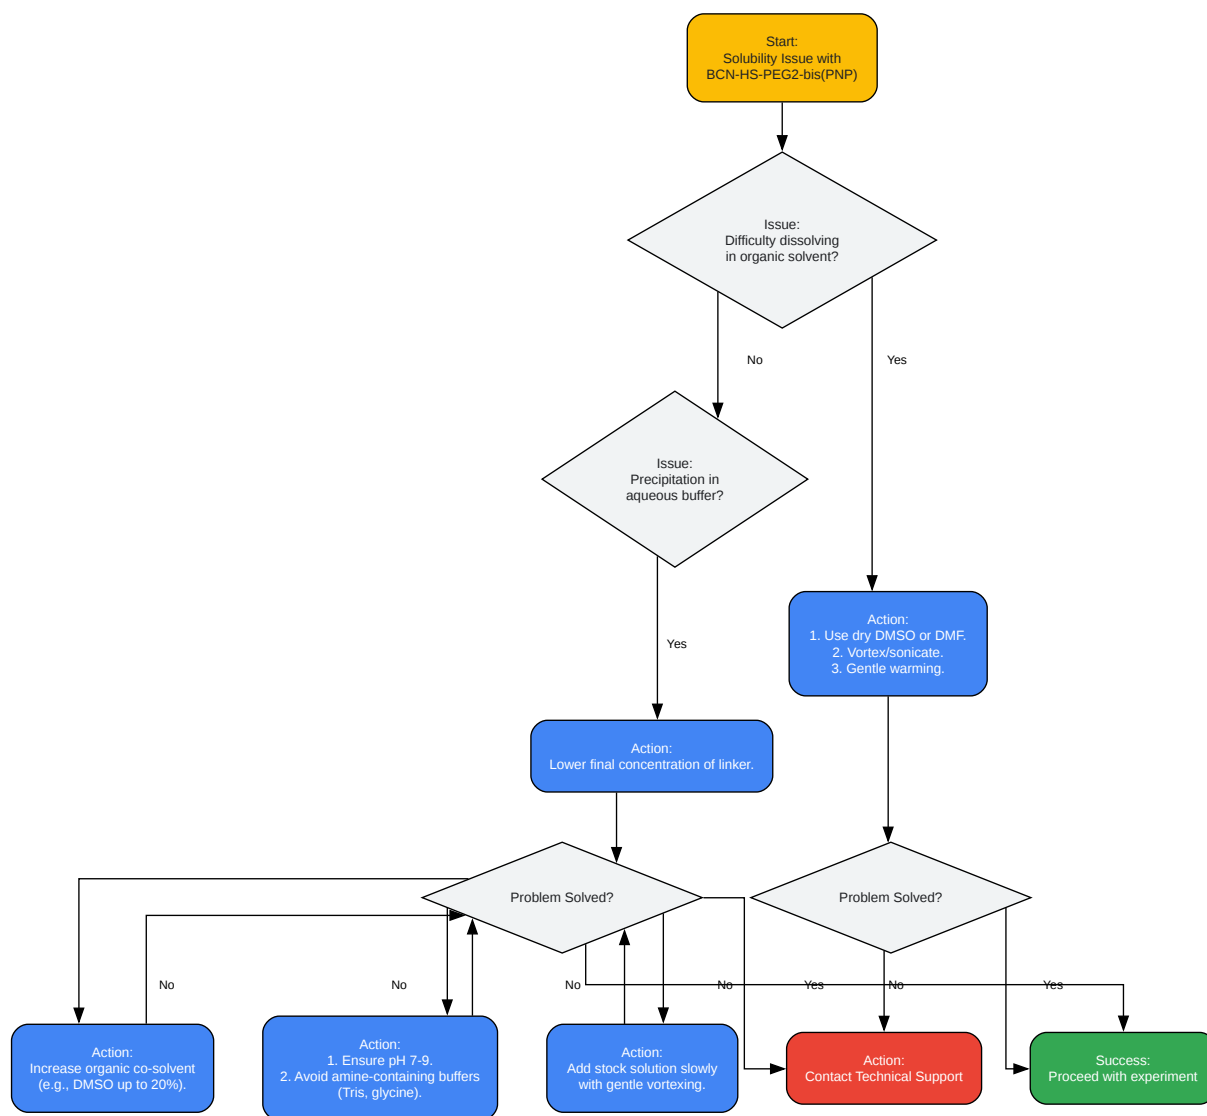 Start:
Solubility Issue with
BCN-HS-PEG2-bis(PNP)
Issue:
Difficulty dissolving
in organic solvent?
No
Yes
Issue:
Precipitation in
aqueous buffer?
Yes
Action:
1. Use dry DMSO or DMF.
2. Vortex/sonicate.
3. Gentle warming.
Action:
Lower final concentration of linker.
Problem Solved?
Problem Solved?
No
No
No
No
Yes
No
Yes
Action:
Increase organic co-solvent
(e.g., DMSO up to 20%).
Action:
1. Ensure pH 7-9.
2. Avoid amine-containing buffers
(Tris, glycine).
Action:
Add stock solution slowly
with gentle vortexing.
Action:
Contact Technical Support
Success:
Proceed with experiment